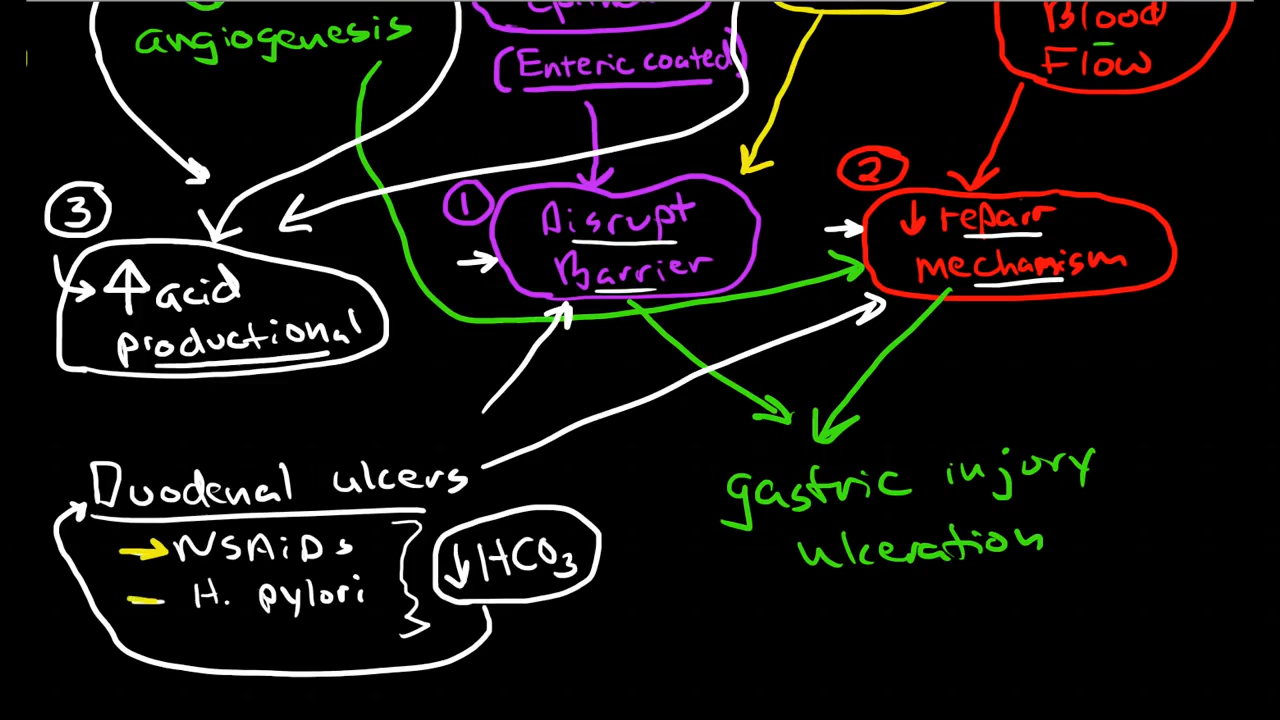 angiogenesis
(Enteric coated)
Blood
Flow
3
↑ acid
productional
1
Disrupt
Barrier
2
↓ repair
mechamism
Duodenal ulcers
→ NSAiDs
- H. pylori
↓HCO3
gastric injury
ulceration